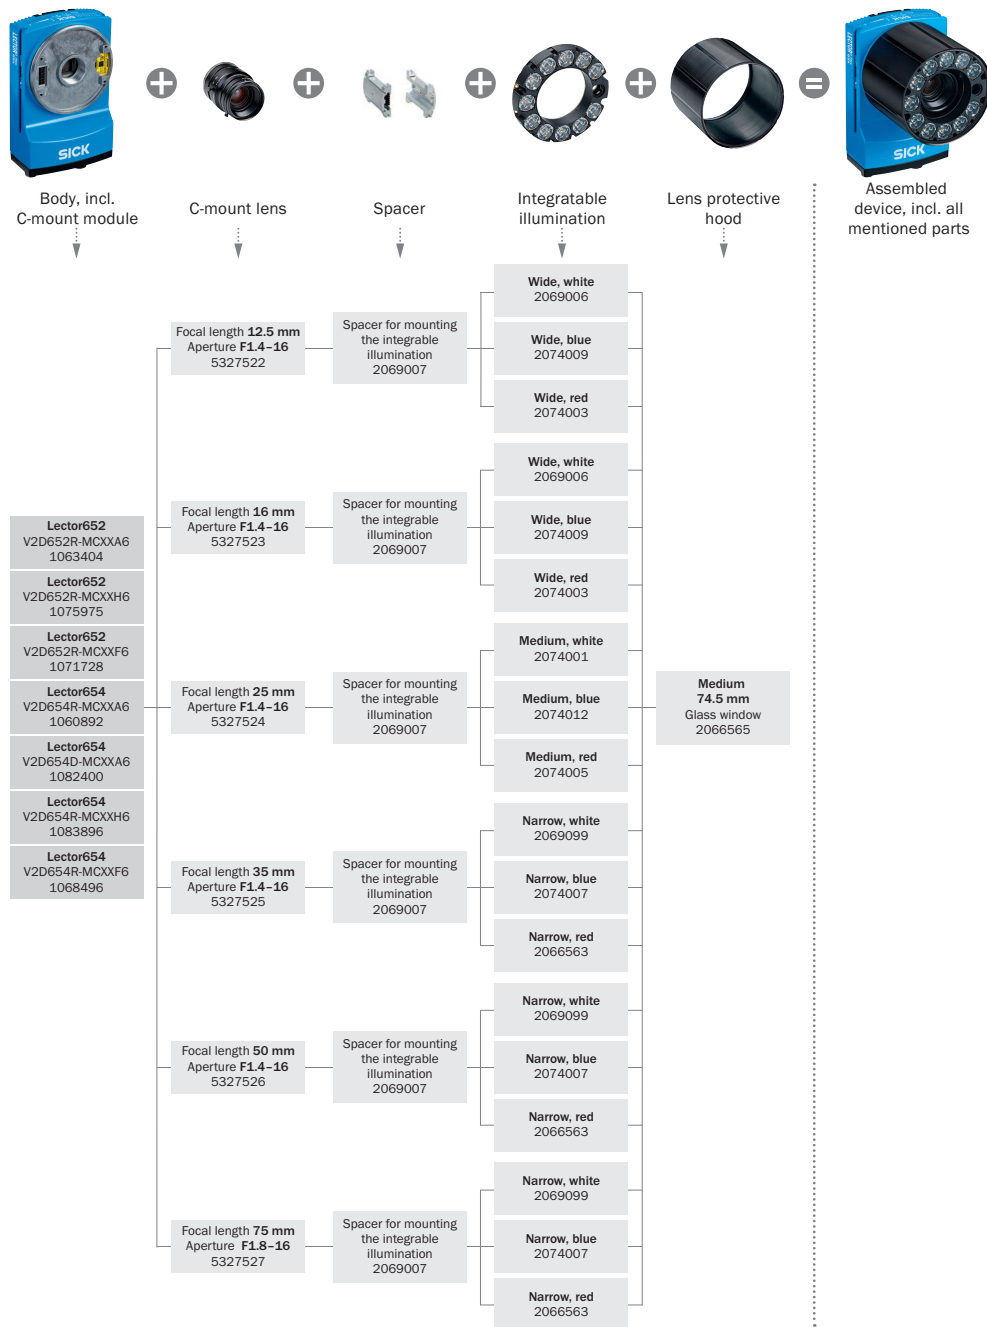 SICK
SICK
Body, incl.
C-mount module
C-mount lens
Spacer
Integratable
illumination
Lens protective
hood
Assembled
device, incl. all
mentioned parts
Lector652
V2D652R-MCXXA6
1063404
Lector652
V2D652R-MCXXH6
1075975
Lector652
V2D652R-MCXXF6
1071728
Lector654
V2D654R-MCXXA6
1060892
Lector654
V2D654D-MCXXA6
1082400
Lector654
V2D654R-MCXXH6
1083896
Lector654
V2D654R-MCXXF6
1068496
Focal length 12.5 mm
Aperture F1.4–16
5327522
Spacer for mounting
the integrable
illumination
2069007
Wide, white
2069006
Wide, blue
2074009
Wide, red
2074003
Focal length 16 mm
Aperture F1.4–16
5327523
Spacer for mounting
the integrable
illumination
2069007
Wide, white
2069006
Wide, blue
2074009
Wide, red
2074003
Focal length 25 mm
Aperture F1.4–16
5327524
Spacer for mounting
the integrable
illumination
2069007
Medium, white
2074001
Medium, blue
2074012
Medium, red
2074005
Focal length 35 mm
Aperture F1.4–16
5327525
Spacer for mounting
the integrable
illumination
2069007
Narrow, white
2069099
Narrow, blue
2074007
Narrow, red
2066563
Focal length 50 mm
Aperture F1.4–16
5327526
Spacer for mounting
the integrable
illumination
2069007
Narrow, white
2069099
Narrow, blue
2074007
Narrow, red
2066563
Focal length 75 mm
Aperture F1.8–16
5327527
Spacer for mounting
the integrable
illumination
2069007
Narrow, white
2069099
Narrow, blue
2074007
Narrow, red
2066563
Medium
74.5 mm
Glass window
2066565